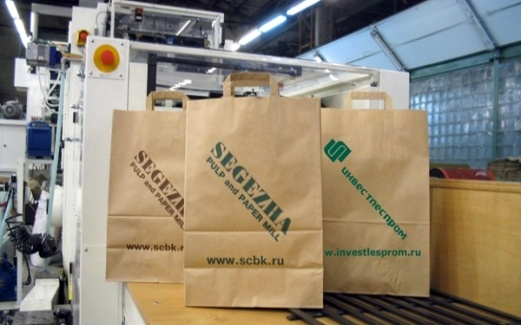 SEGEZHA
PULP and PAPER MILL
www.scbk.ru
SEGEZHA
PULP and PAPER MILL
www.scbk.ru
инвестлеспром
www.investlesprom.ru